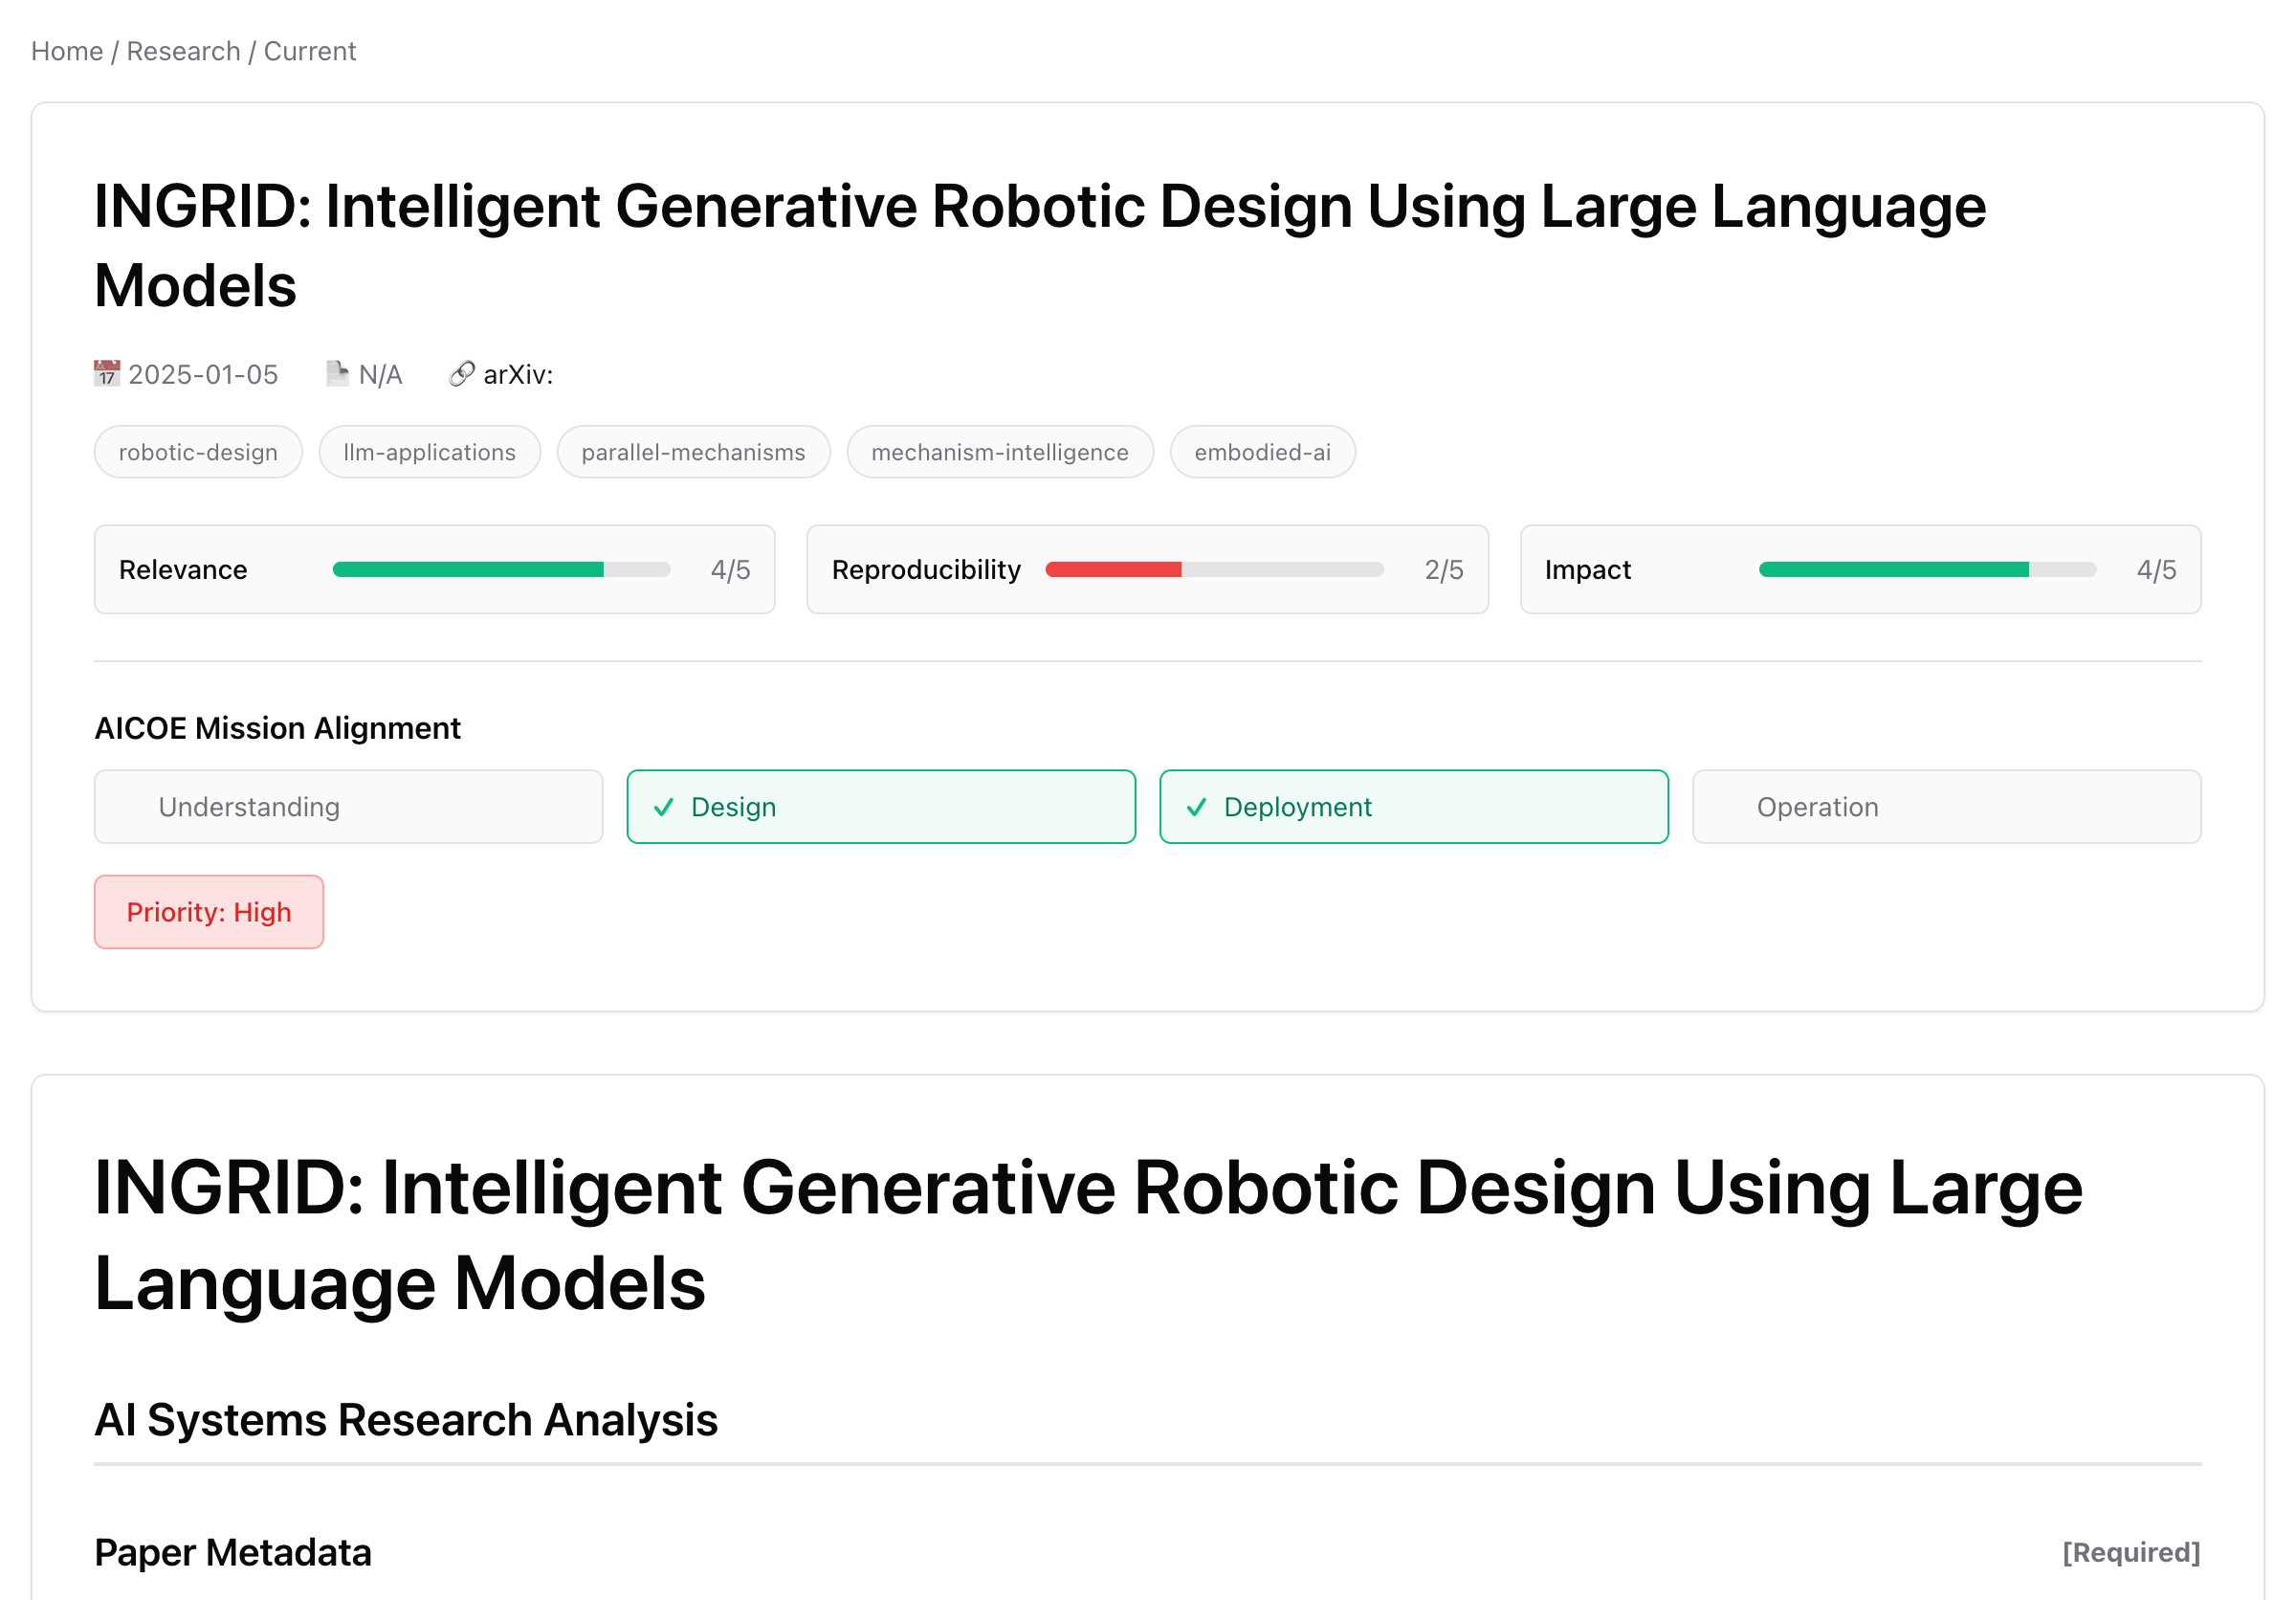 Home / Research / Current
INGRID: Intelligent Generative Robotic Design Using Large Language
Models
17 2025-01-05 N/A arXiv:
robotic-design llm-applications parallel-mechanisms mechanism-intelligence embodied-ai
Relevance 4/5 Reproducibility 2/5 Impact 4/5
AICOE Mission Alignment
Understanding ✓ Design ✓ Deployment Operation
Priority: High
INGRID: Intelligent Generative Robotic Design Using Large
Language Models
AI Systems Research Analysis
Paper Metadata [Required]